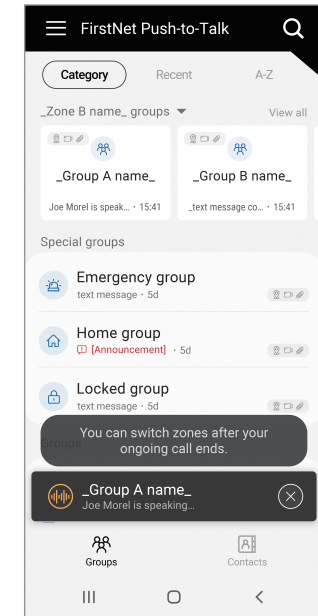 FirstNet Push-to-Talk
Category
Recent
A-Z
_Zone B name_ groups
View all
_Group A name_
Joe Morel is speak... · 15:41
_Group B name_
_text message co... · 15:41
Special groups
Emergency group
text message · 5d
Home group
[Announcement] · 5d
Locked group
text message · 5d
Groups
You can switch zones after your
ongoing call ends.
_Group A name_
Joe Morel is speaking...
Groups
Contacts